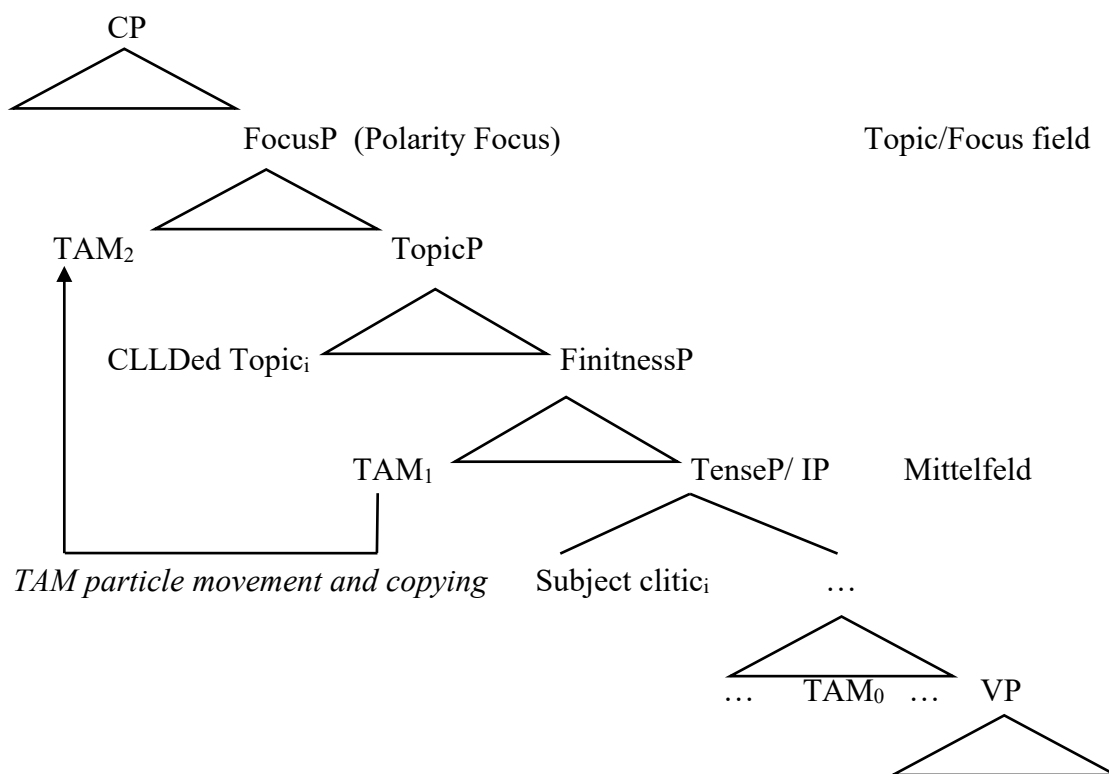 CP
FocusP (Polarity Focus) Topic/Focus field
TAM₂ TopicP
CLLDed Topicᵢ FinitnessP
TAM₁ TenseP/ IP Mittelfeld
TAM particle movement and copying Subject cliticᵢ …
… TAM₀ … VP